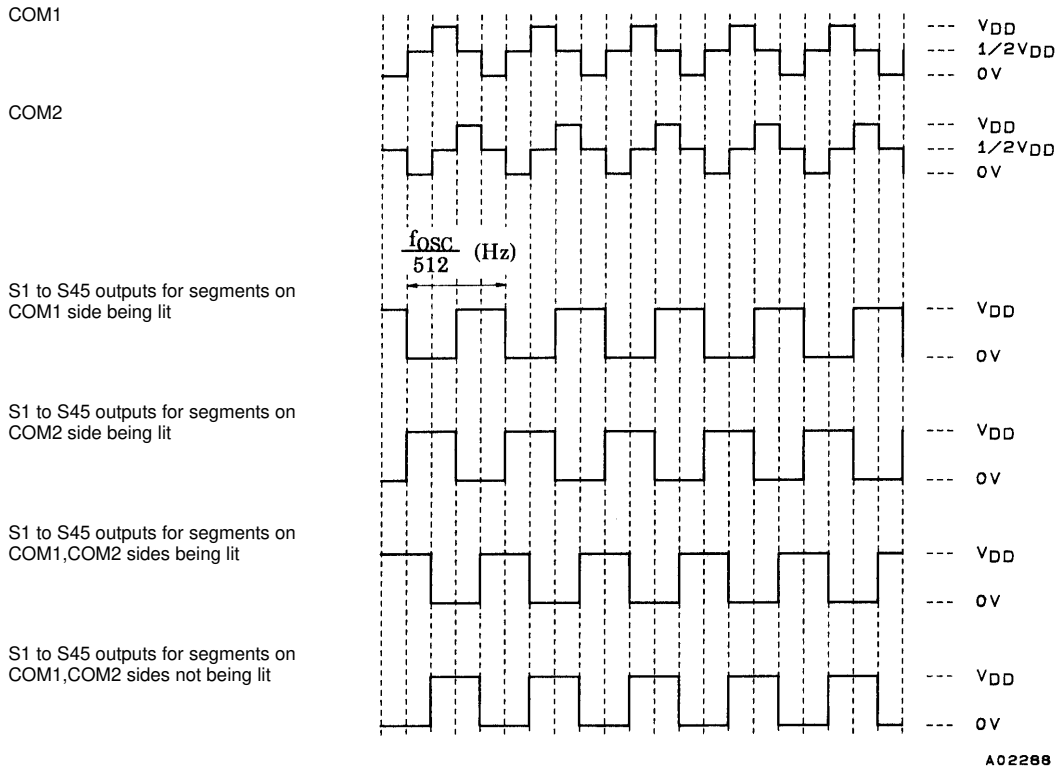 COM1
VDD
1/2VDD
0V
COM2
VDD
1/2VDD
0V
fOSC
512
(Hz)
S1 to S45 outputs for segments on
COM1 side being lit
VDD
0V
S1 to S45 outputs for segments on
COM2 side being lit
VDD
0V
S1 to S45 outputs for segments on
COM1,COM2 sides being lit
VDD
0V
S1 to S45 outputs for segments on
COM1,COM2 sides not being lit
VDD
0V
A02288